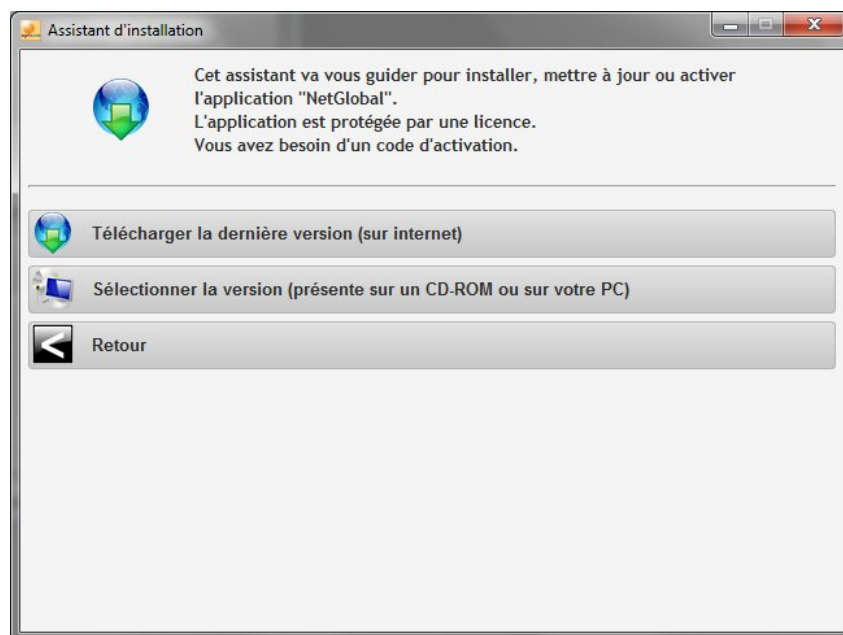 Assistant d'installation
Cet assistant va vous guider pour installer, mettre à jour ou activer
l'application "NetGlobal".
L'application est protégée par une licence.
Vous avez besoin d'un code d'activation.
Télécharger la dernière version (sur internet)
Sélectionner la version (présente sur un CD-ROM ou sur votre PC)
Retour